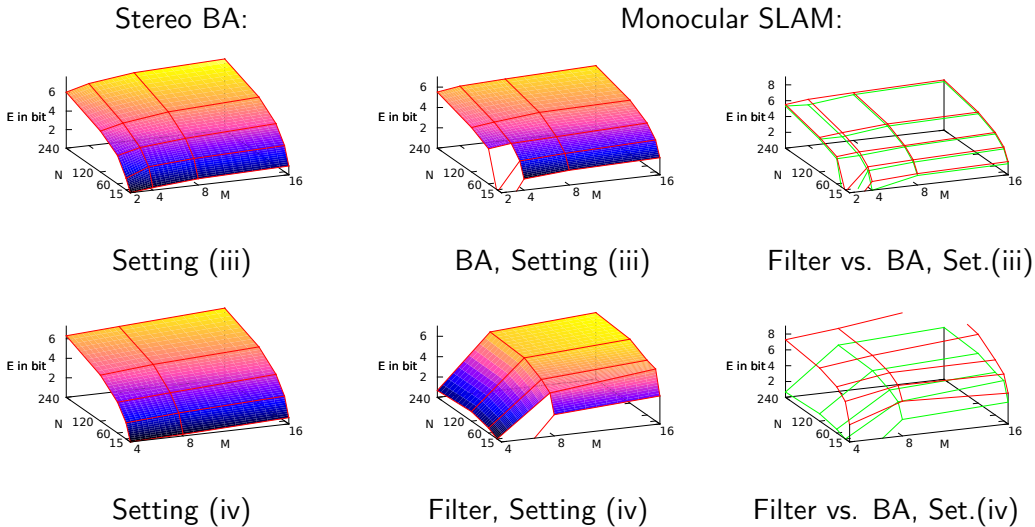 Stereo BA: Monocular SLAM:
6 4 2 E in bit 240 N 120 60 15 2 4 8 M 16
6 4 2 E in bit 240 N 120 60 15 2 4 8 M 16
8 6 4 2 E in bit 240 N 120 60 15 2 4 8 M 16
Setting (iii) BA, Setting (iii) Filter vs. BA, Set.(iii)
6 4 2 E in bit 240 N 120 60 15 4 8 M 16
6 4 2 E in bit 240 N 120 60 15 4 8 M 16
8 6 4 2 E in bit 240 N 120 60 15 4 8 M 16
Setting (iv) Filter, Setting (iv) Filter vs. BA, Set.(iv)